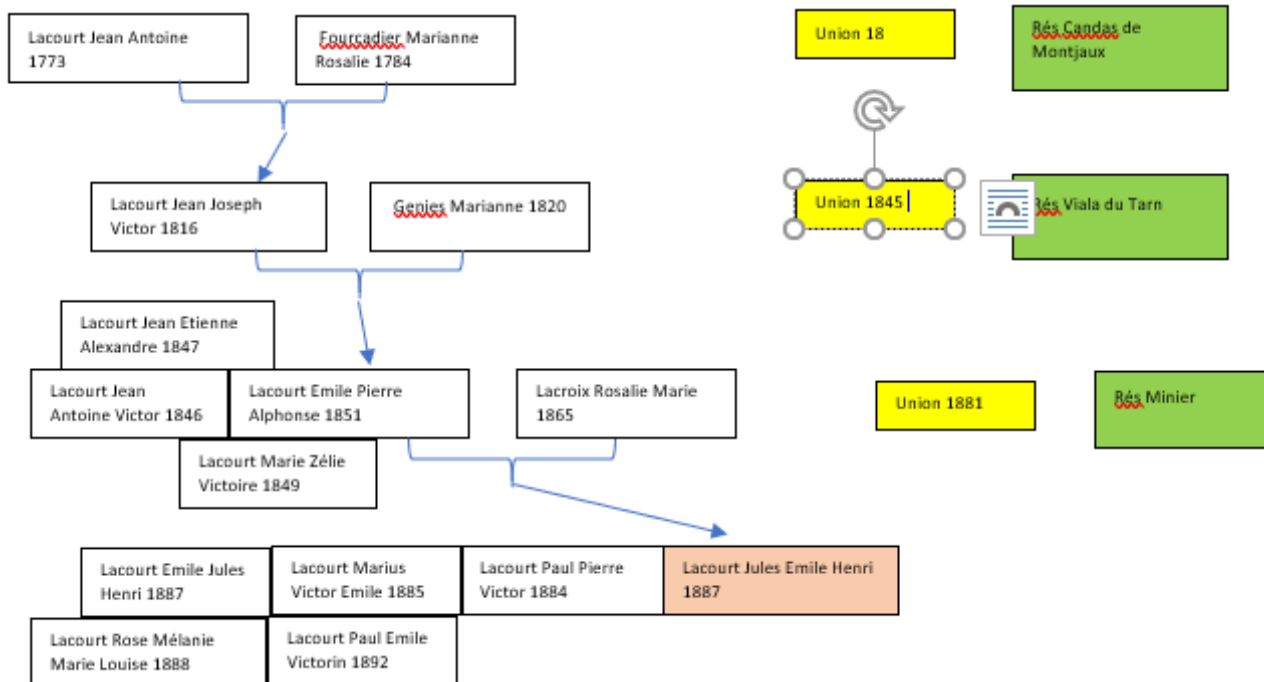 Lacourt Jean Antoine
1773
Fourcadier Marianne
Rosalie 1784
Union 18
Rés Candas de
Montjaux
Lacourt Jean Joseph
Victor 1816
Genies Marianne 1820
Union 1845
Rés Viala du Tarn
Lacourt Jean Etienne
Alexandre 1847
Lacourt Jean
Antoine Victor 1846
Lacourt Emile Pierre
Alphonse 1851
Lacroix Rosalie Marie
1865
Union 1881
Rés Minier
Lacourt Marie Zélie
Victoire 1849
Lacourt Emile Jules
Henri 1887
Lacourt Marius
Victor Emile 1885
Lacourt Paul Pierre
Victor 1884
Lacourt Jules Emile Henri
1887
Lacourt Rose Mélanie
Marie Louise 1888
Lacourt Paul Emile
Victorin 1892